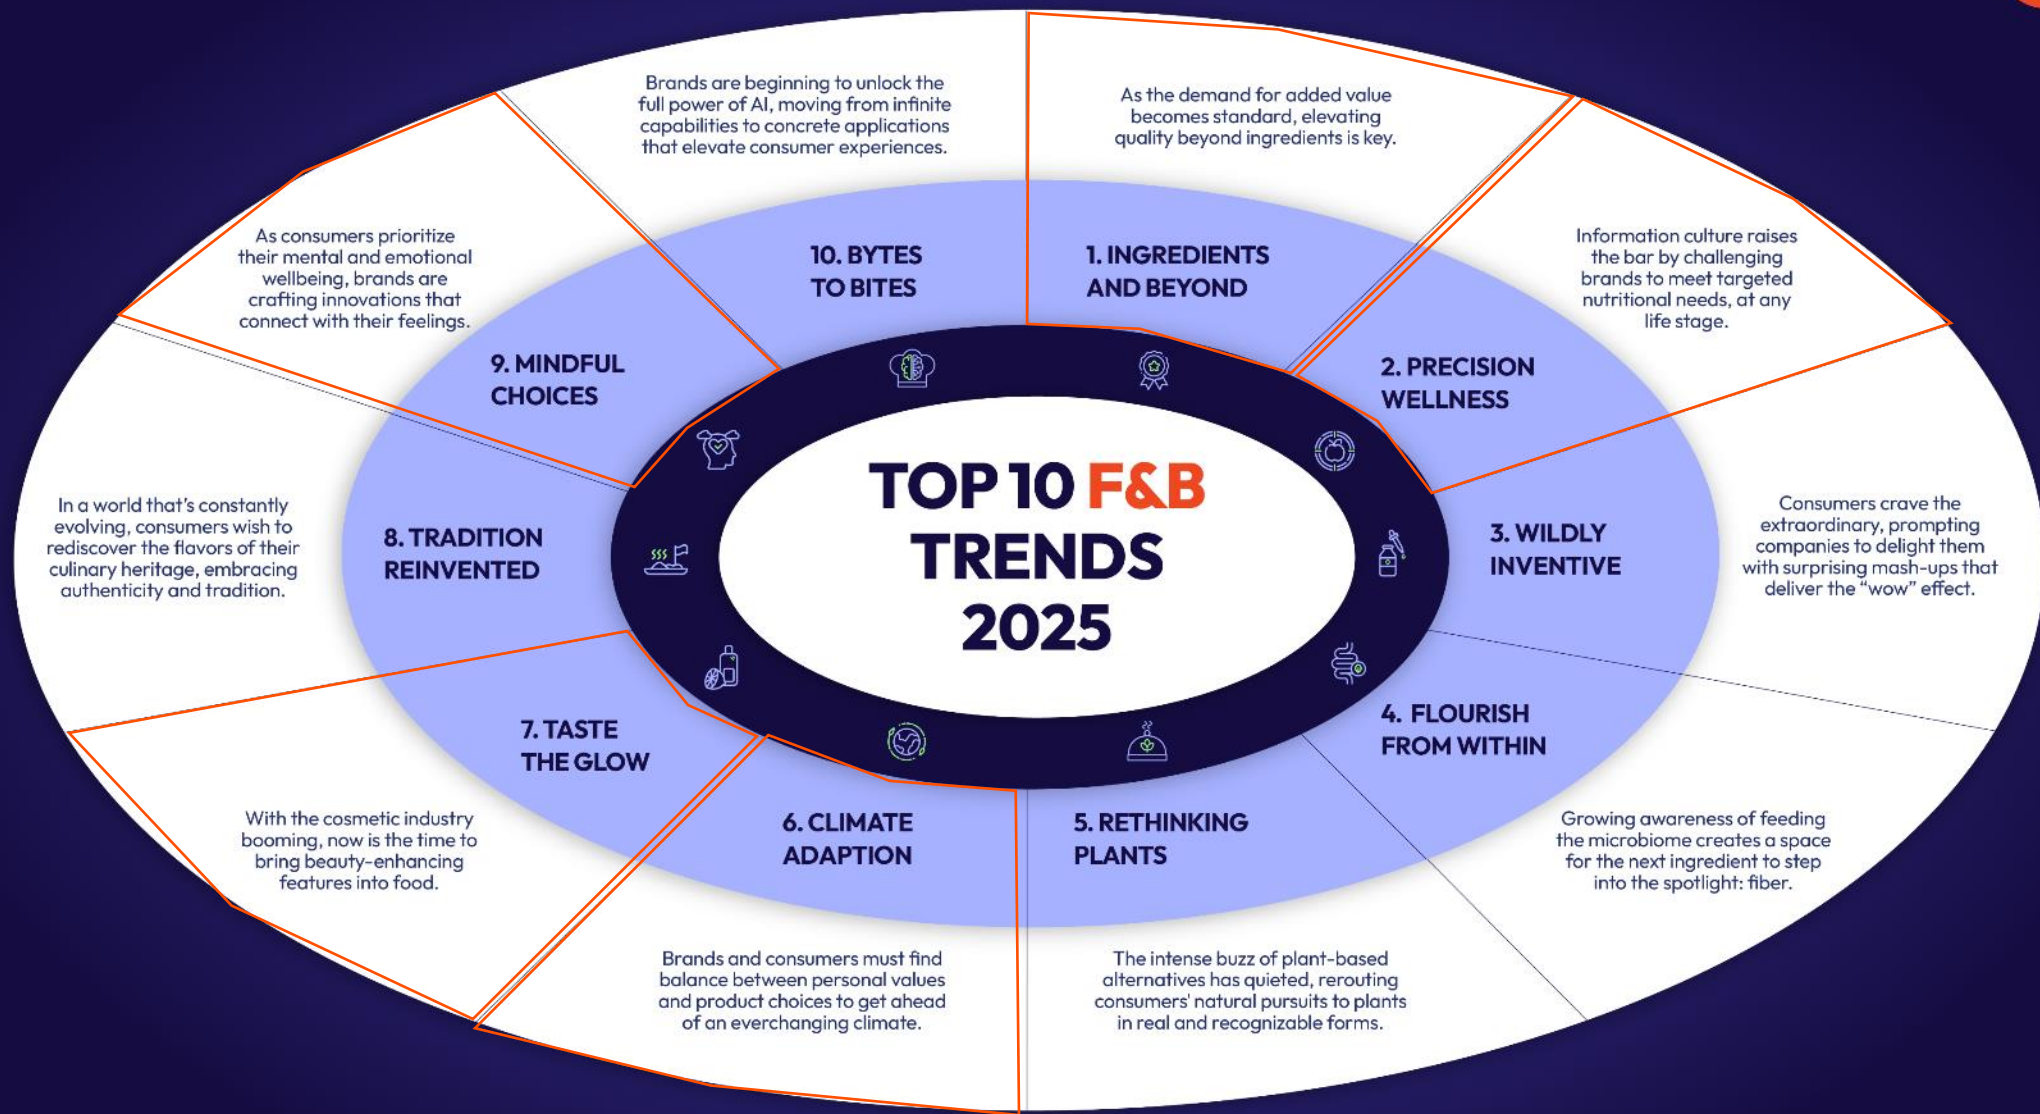 TOP 10 F&B
TRENDS
2025
1. INGREDIENTS
AND BEYOND
As the demand for added value
becomes standard, elevating
quality beyond ingredients is key.
2. PRECISION
WELLNESS
Information culture raises
the bar by challenging
brands to meet targeted
nutritional needs, at any
life stage.
3. WILDLY
INVENTIVE
Consumers crave the
extraordinary, prompting
companies to delight them
with surprising mash-ups that
deliver the “wow” effect.
4. FLOURISH
FROM WITHIN
Growing awareness of feeding
the microbiome creates a space
for the next ingredient to step
into the spotlight: fiber.
5. RETHINKING
PLANTS
The intense buzz of plant-based
alternatives has quieted, rerouting
consumers' natural pursuits to plants
in real and recognizable forms.
6. CLIMATE
ADAPTION
Brands and consumers must find
balance between personal values
and product choices to get ahead
of an everchanging climate.
7. TASTE
THE GLOW
With the cosmetic industry
booming, now is the time to
bring beauty-enhancing
features into food.
8. TRADITION
REINVENTED
In a world that’s constantly
evolving, consumers wish to
rediscover the flavors of their
culinary heritage, embracing
authenticity and tradition.
9. MINDFUL
CHOICES
As consumers prioritize
their mental and emotional
wellbeing, brands are
crafting innovations that
connect with their feelings.
10. BYTES
TO BITES
Brands are beginning to unlock the
full power of AI, moving from infinite
capabilities to concrete applications
that elevate consumer experiences.